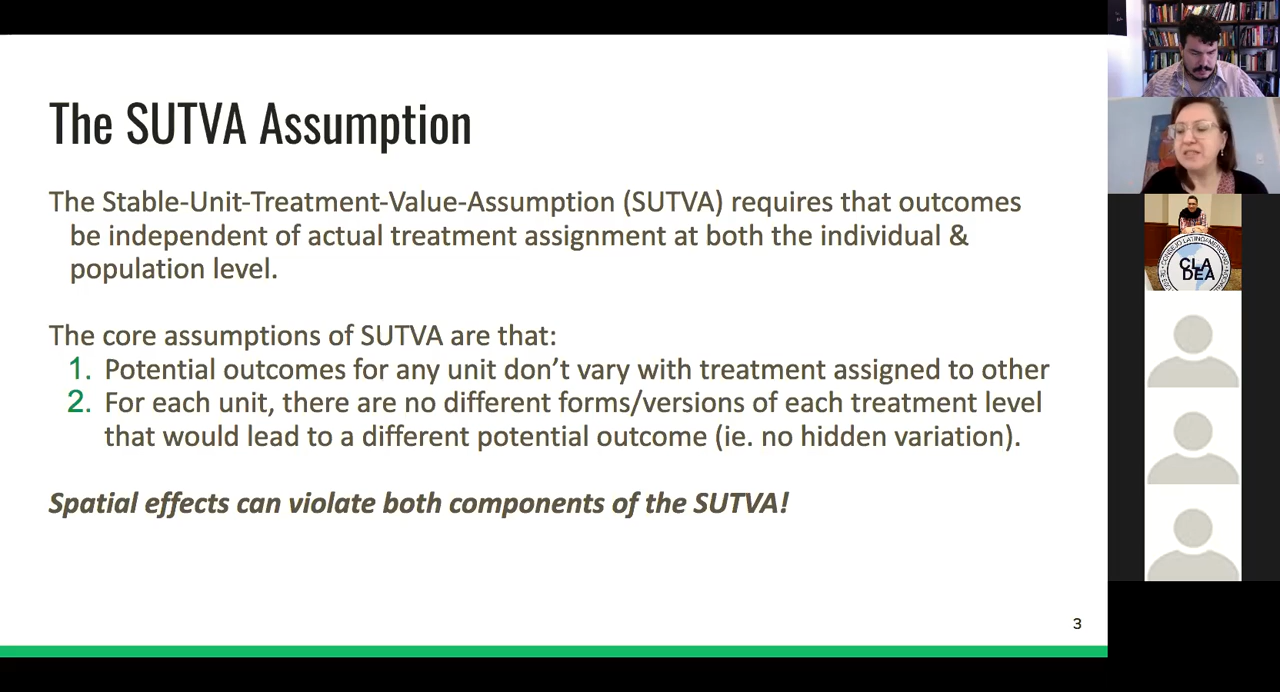 The SUTVA Assumption
The Stable-Unit-Treatment-Value-Assumption (SUTVA) requires that outcomes
be independent of actual treatment assignment at both the individual &
population level.
The core assumptions of SUTVA are that:
1. Potential outcomes for any unit don’t vary with treatment assigned to other
2. For each unit, there are no different forms/versions of each treatment level
that would lead to a different potential outcome (ie. no hidden variation).
Spatial effects can violate both components of the SUTVA!
3
CLA
DEA